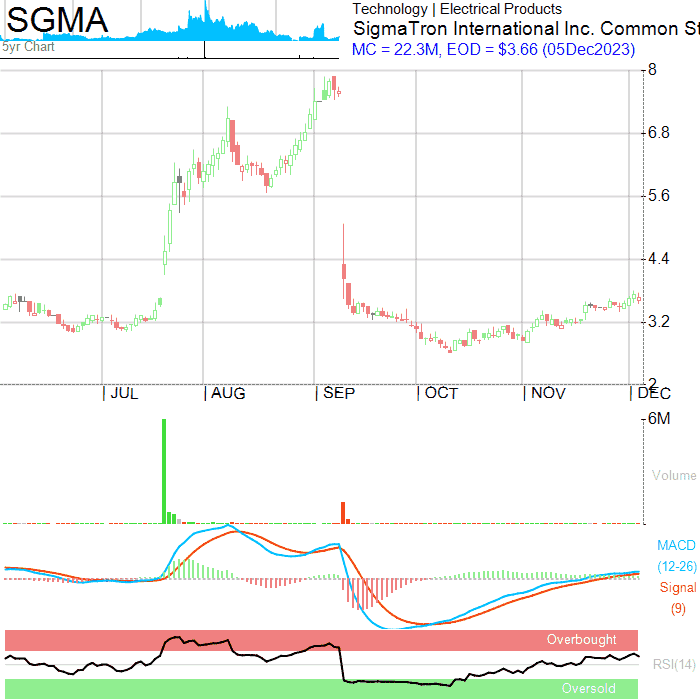 SGMA
5yr Chart
Technology | Electrical Products
SigmaTron International Inc. Common St
MC = 22.3M, EOD = $3.66 (05Dec2023)
8
6.8
5.6
4.4
3.2
2
| JUL | AUG | SEP | OCT | NOV | DEC
6M
Volume
MACD
(12-26)
Signal
(9)
Overbought
RSI(14)
Oversold